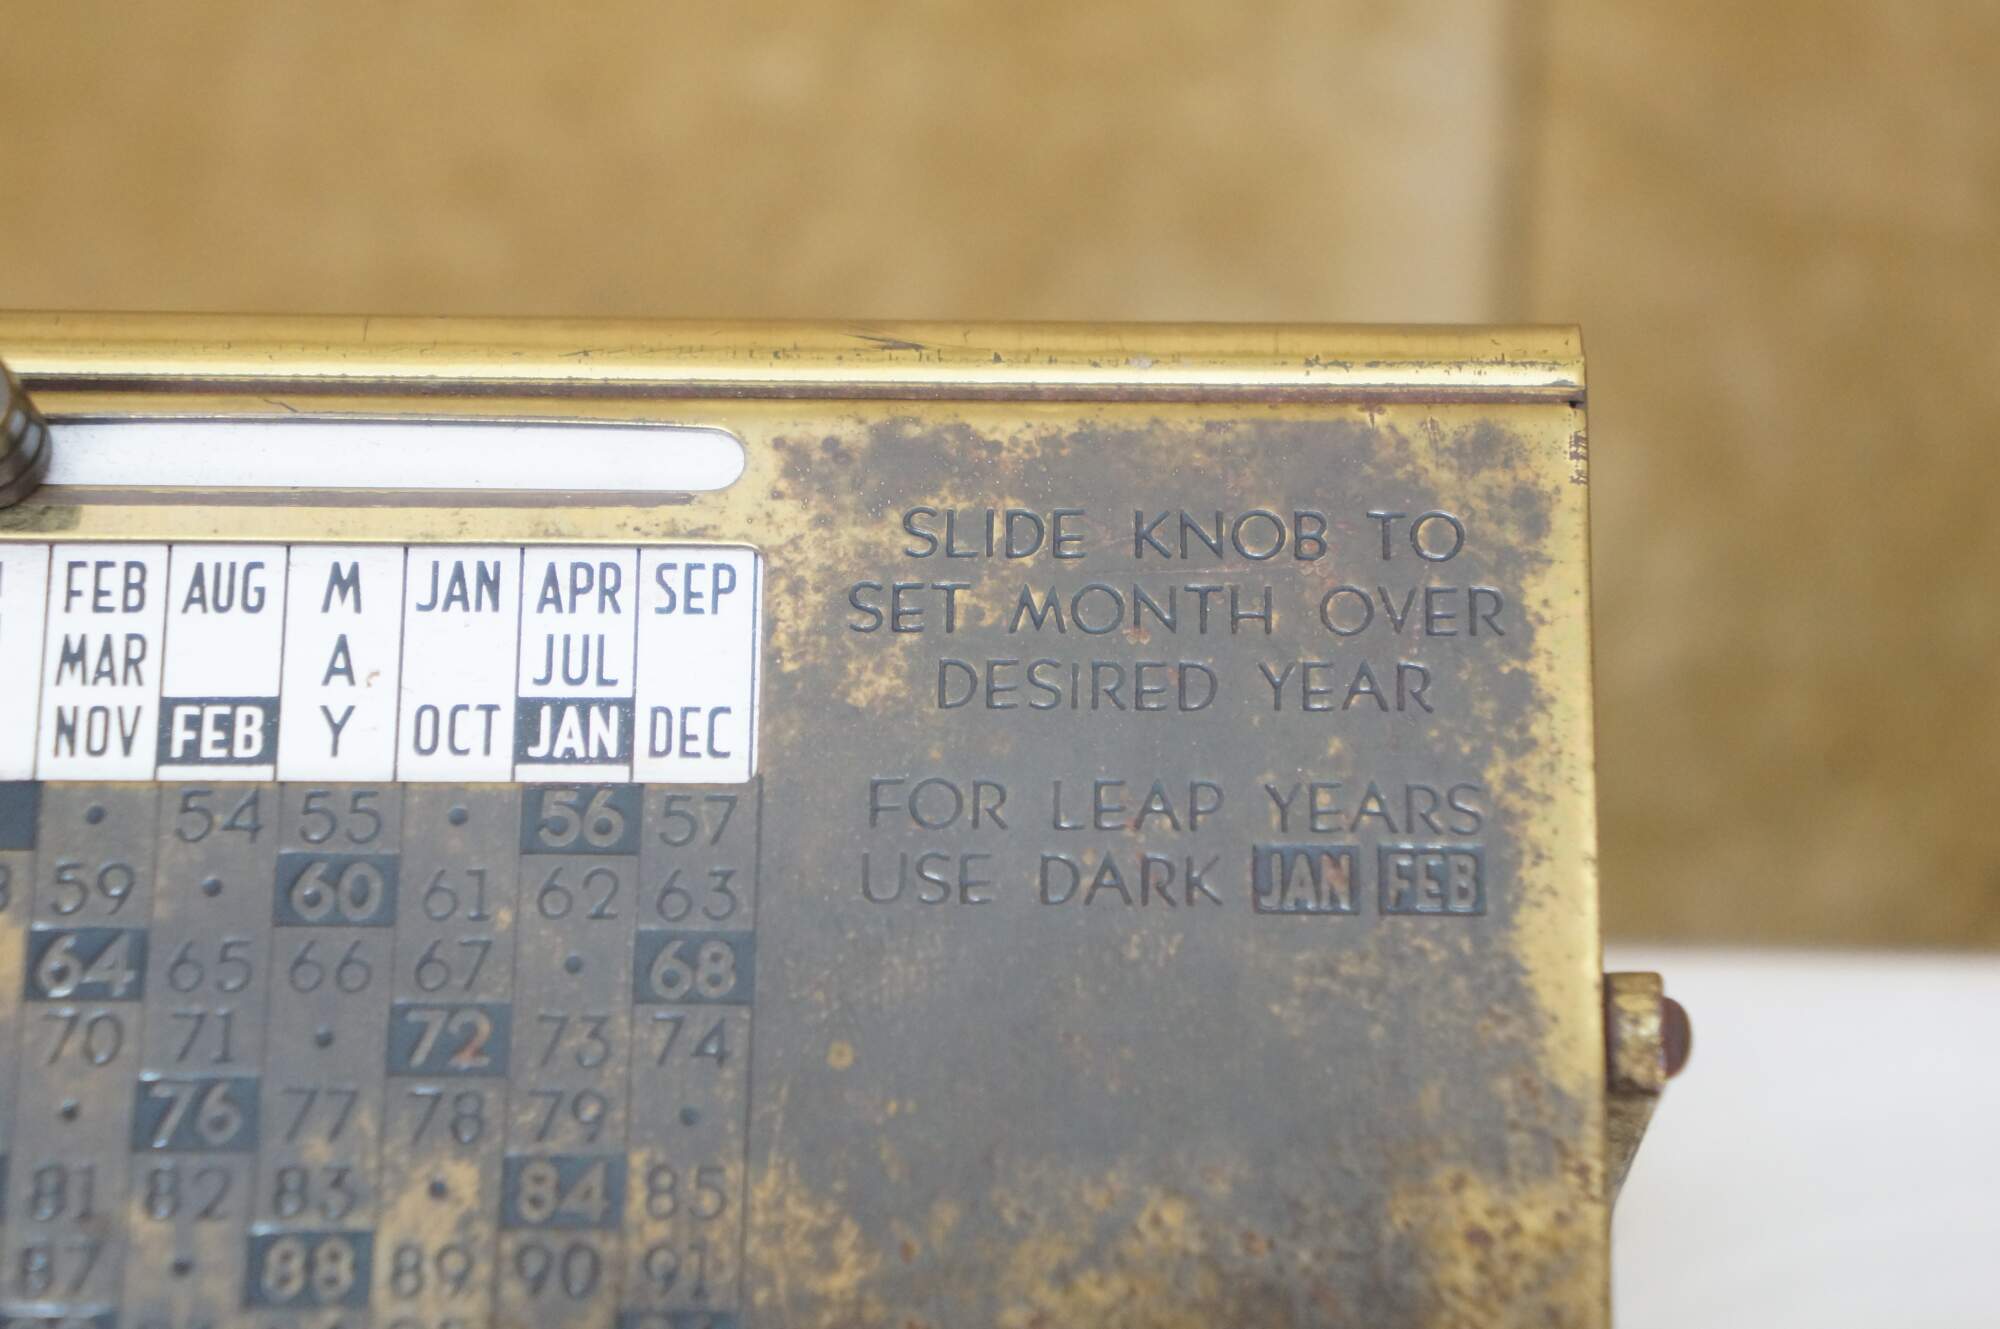 FEB AUG M JAN APR SEP
MAR A JUL
NOV FEB Y OCT JAN DEC
• 54 55 • 56 57
59 • 60 61 62 63
64 65 66 67 • 68
70 71 • 72 73 74
• 76 77 78 79 •
81 82 83 • 84 85
87 • 88 89 90 91
SLIDE KNOB TO
SET MONTH OVER
DESIRED YEAR
FOR LEAP YEARS
USE DARK JAN FEB